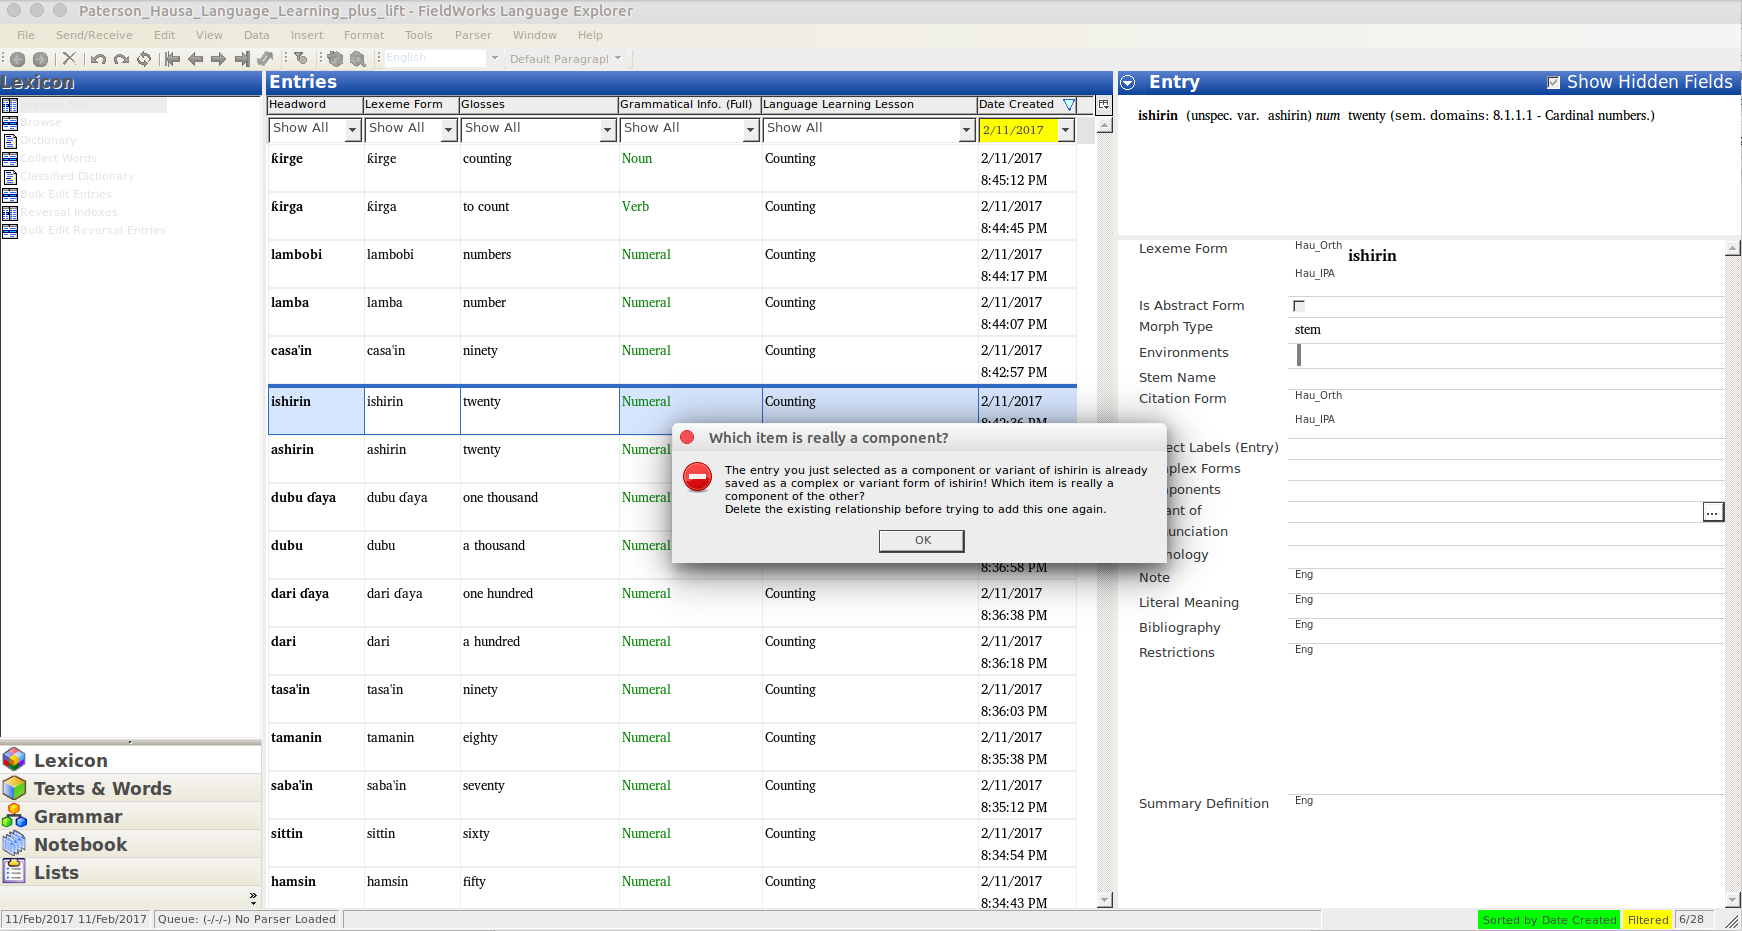 Paterson_Hausa_Language_Learning_plus_lift - FieldWorks Language Explorer
File Send/Receive Edit View Data Insert Format Tools Parser Window Help
English Default Paragrapl
Lexicon
Lexicon Edit
Browse
Dictionary
Collect Words
Classified Dictionary
Bulk Edit Entries
Reversal Indexes
Bulk Edit Reversal Entries
Lexicon
Texts & Words
Grammar
Notebook
Lists
Entries
Headword Lexeme Form Glosses Grammatical Info. (Full) Language Learning Lesson Date Created
Show All Show All Show All Show All Show All 2/11/2017
ƙirge ƙirge counting Noun Counting 2/11/2017
8:45:12 PM
ƙirga ƙirga to count Verb Counting 2/11/2017
8:44:45 PM
lambobi lambobi numbers Numeral Counting 2/11/2017
8:44:17 PM
lamba lamba number Numeral Counting 2/11/2017
8:44:07 PM
casa'in casa'in ninety Numeral Counting 2/11/2017
8:42:57 PM
ishirin ishirin twenty Numeral Counting 2/11/2017
ashirin ashirin twenty Numeral
dubu ɗaya dubu ɗaya one thousand Numeral
dubu dubu a thousand Numeral
8:36:58 PM
dari ɗaya dari ɗaya one hundred Numeral Counting 2/11/2017
8:36:38 PM
dari dari a hundred Numeral Counting 2/11/2017
8:36:18 PM
tasa'in tasa'in ninety Numeral Counting 2/11/2017
8:36:03 PM
tamanin tamanin eighty Numeral Counting 2/11/2017
8:35:38 PM
saba'in saba'in seventy Numeral Counting 2/11/2017
8:35:12 PM
sittin sittin sixty Numeral Counting 2/11/2017
8:34:54 PM
hamsin hamsin fifty Numeral Counting 2/11/2017
8:34:43 PM
Which item is really a component?
The entry you just selected as a component or variant of ishirin is already
saved as a complex or variant form of ishirin! Which item is really a
component of the other?
Delete the existing relationship before trying to add this one again.
OK
Entry Show Hidden Fields
ishirin (unspec. var. ashirin) num twenty (sem. domains: 8.1.1.1 - Cardinal numbers.)
Lexeme Form Hau_Orth ishirin
Hau_IPA
Is Abstract Form
Morph Type stem
Environments
Stem Name
Citation Form Hau_Orth
Hau_IPA
ect Labels (Entry)
plex Forms
ponents
nt of ...
unciation
nology
Note Eng
Literal Meaning Eng
Bibliography Eng
Restrictions Eng
Summary Definition Eng
11/Feb/2017 11/Feb/2017 Queue: (-/-/-) No Parser Loaded Sorted by Date Created Filtered 6/28